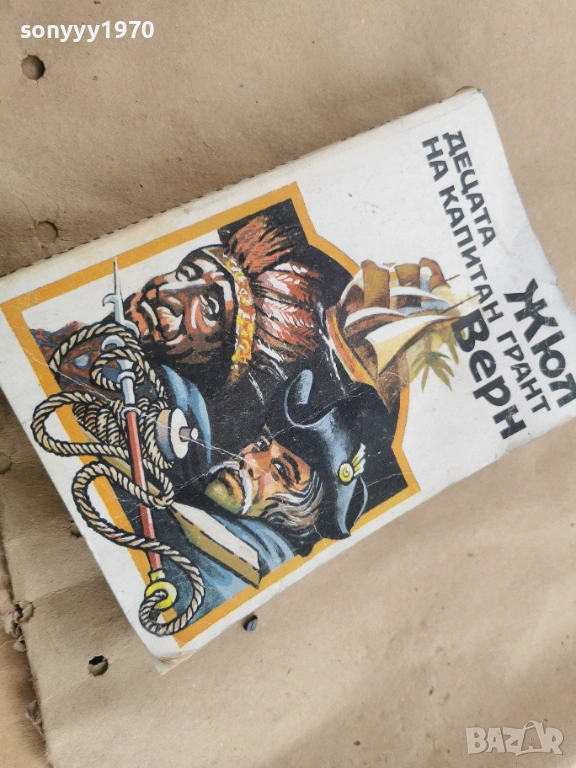 sonyyy1970
Жюл
Верн
ДЕЦАТА
НА КАПИТАН ГРАНТ
BAZAR